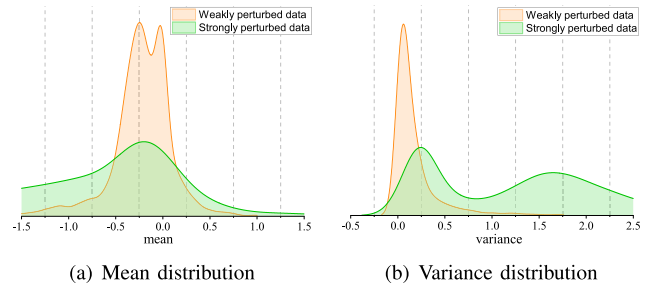 Weakly perturbed data
Strongly perturbed data
-1.5 -1.0 -0.5 0.0 0.5 1.0 1.5
mean
(a) Mean distribution
Weakly perturbed data
Strongly perturbed data
-0.5 0.0 0.5 1.0 1.5 2.0 2.5
variance
(b) Variance distribution